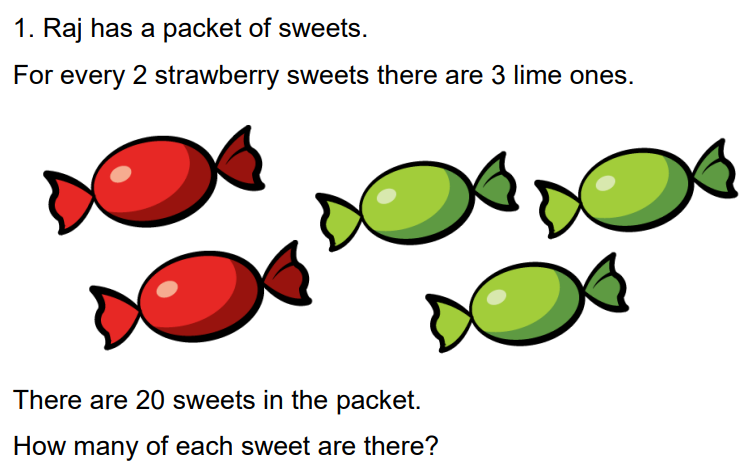 1. Raj has a packet of sweets.
For every 2 strawberry sweets there are 3 lime ones.
There are 20 sweets in the packet.
How many of each sweet are there?